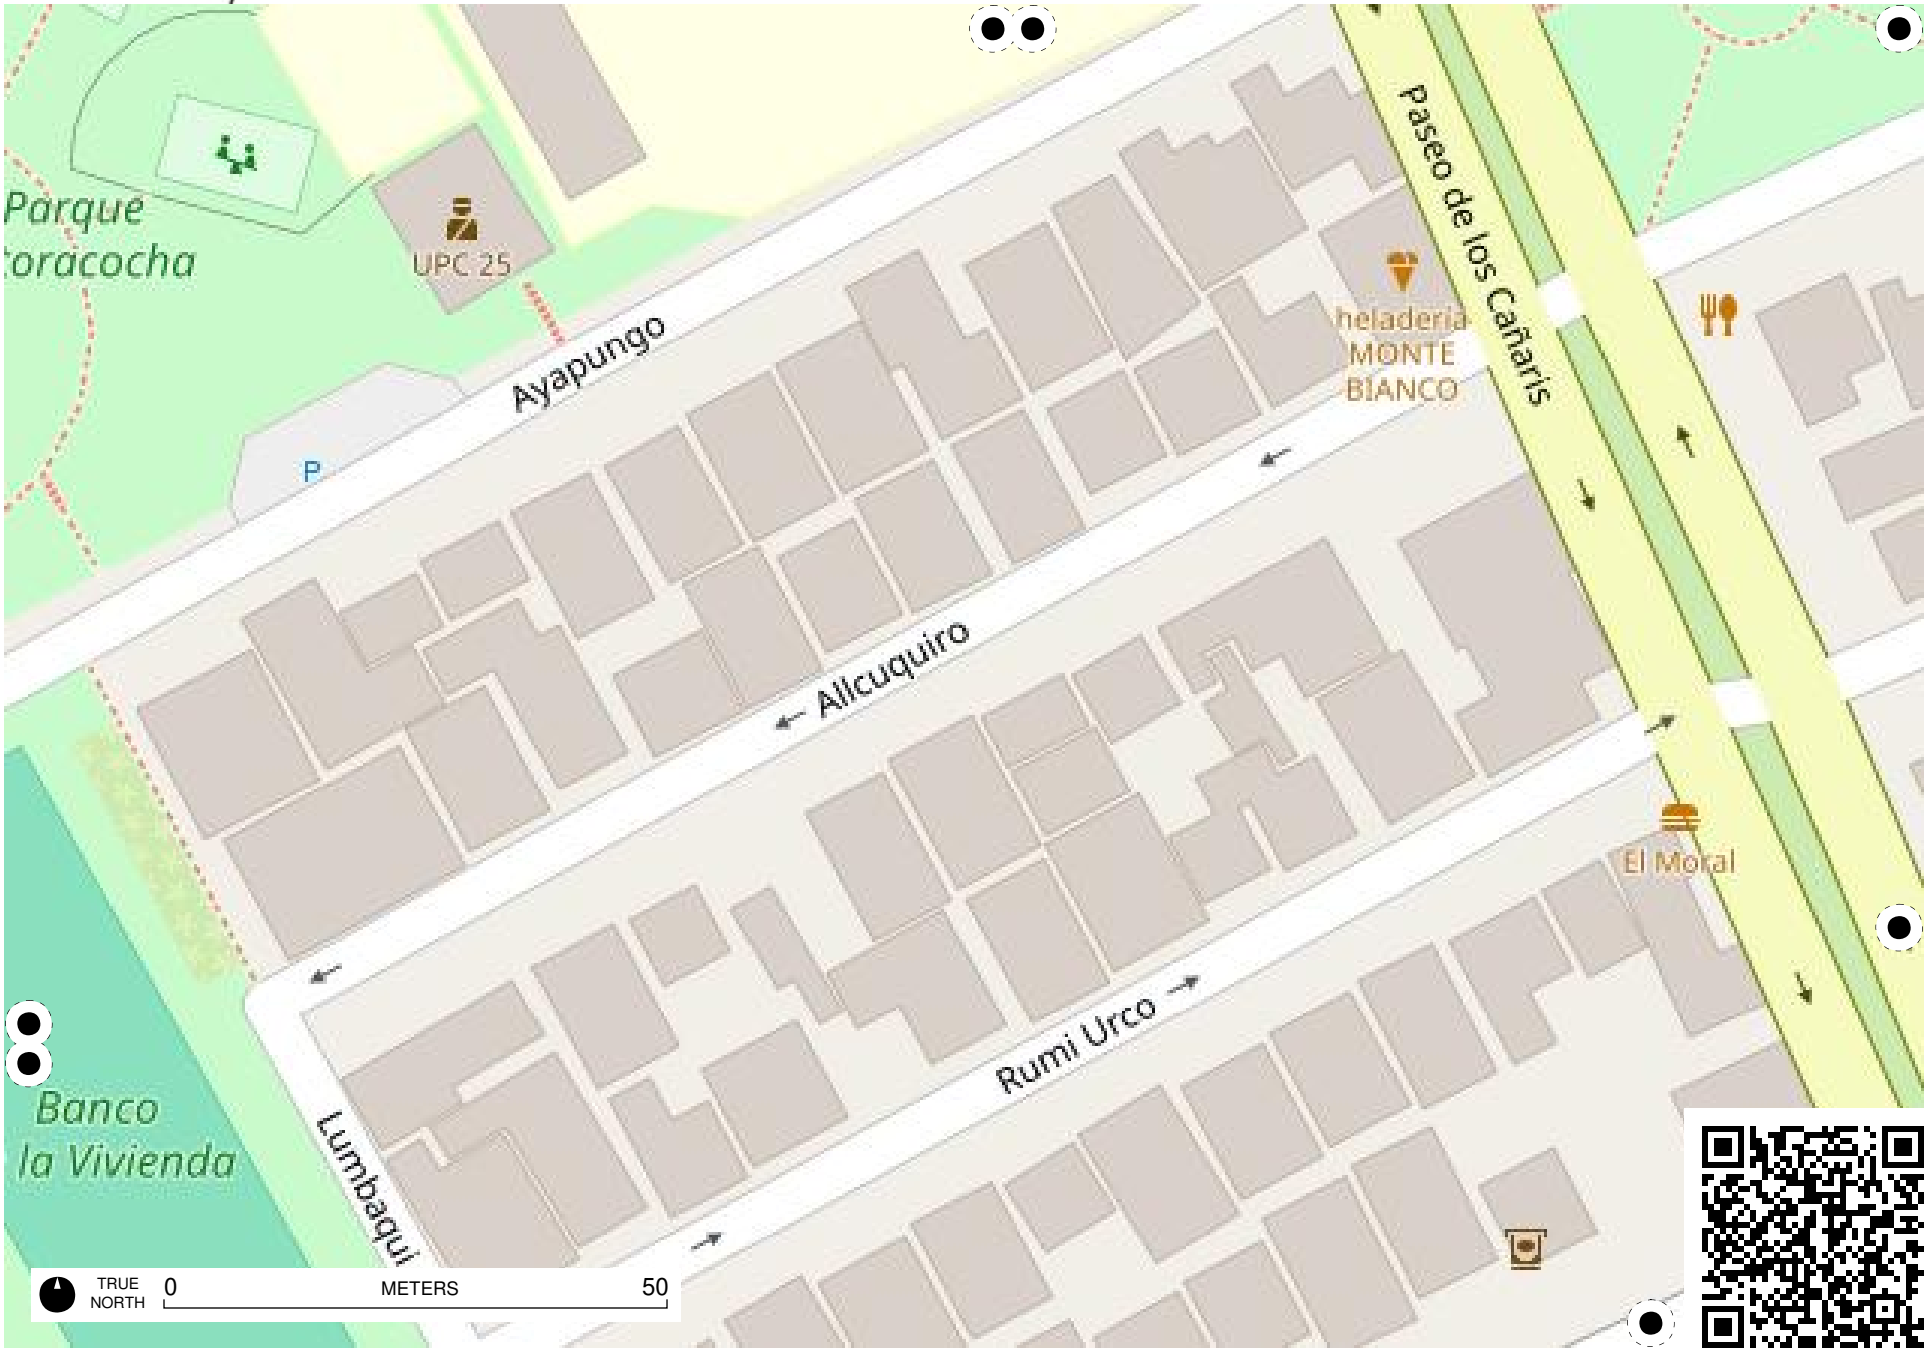 Paseo de los Cañaris
Parque
UPC 25
heladería
MONTE
BIANCO
Ayapungo
P
Allcuquiro
El Moral
Rumi Urco
Banco
la Vivienda
Lumbaqui
TRUE
NORTH
0 METERS 50